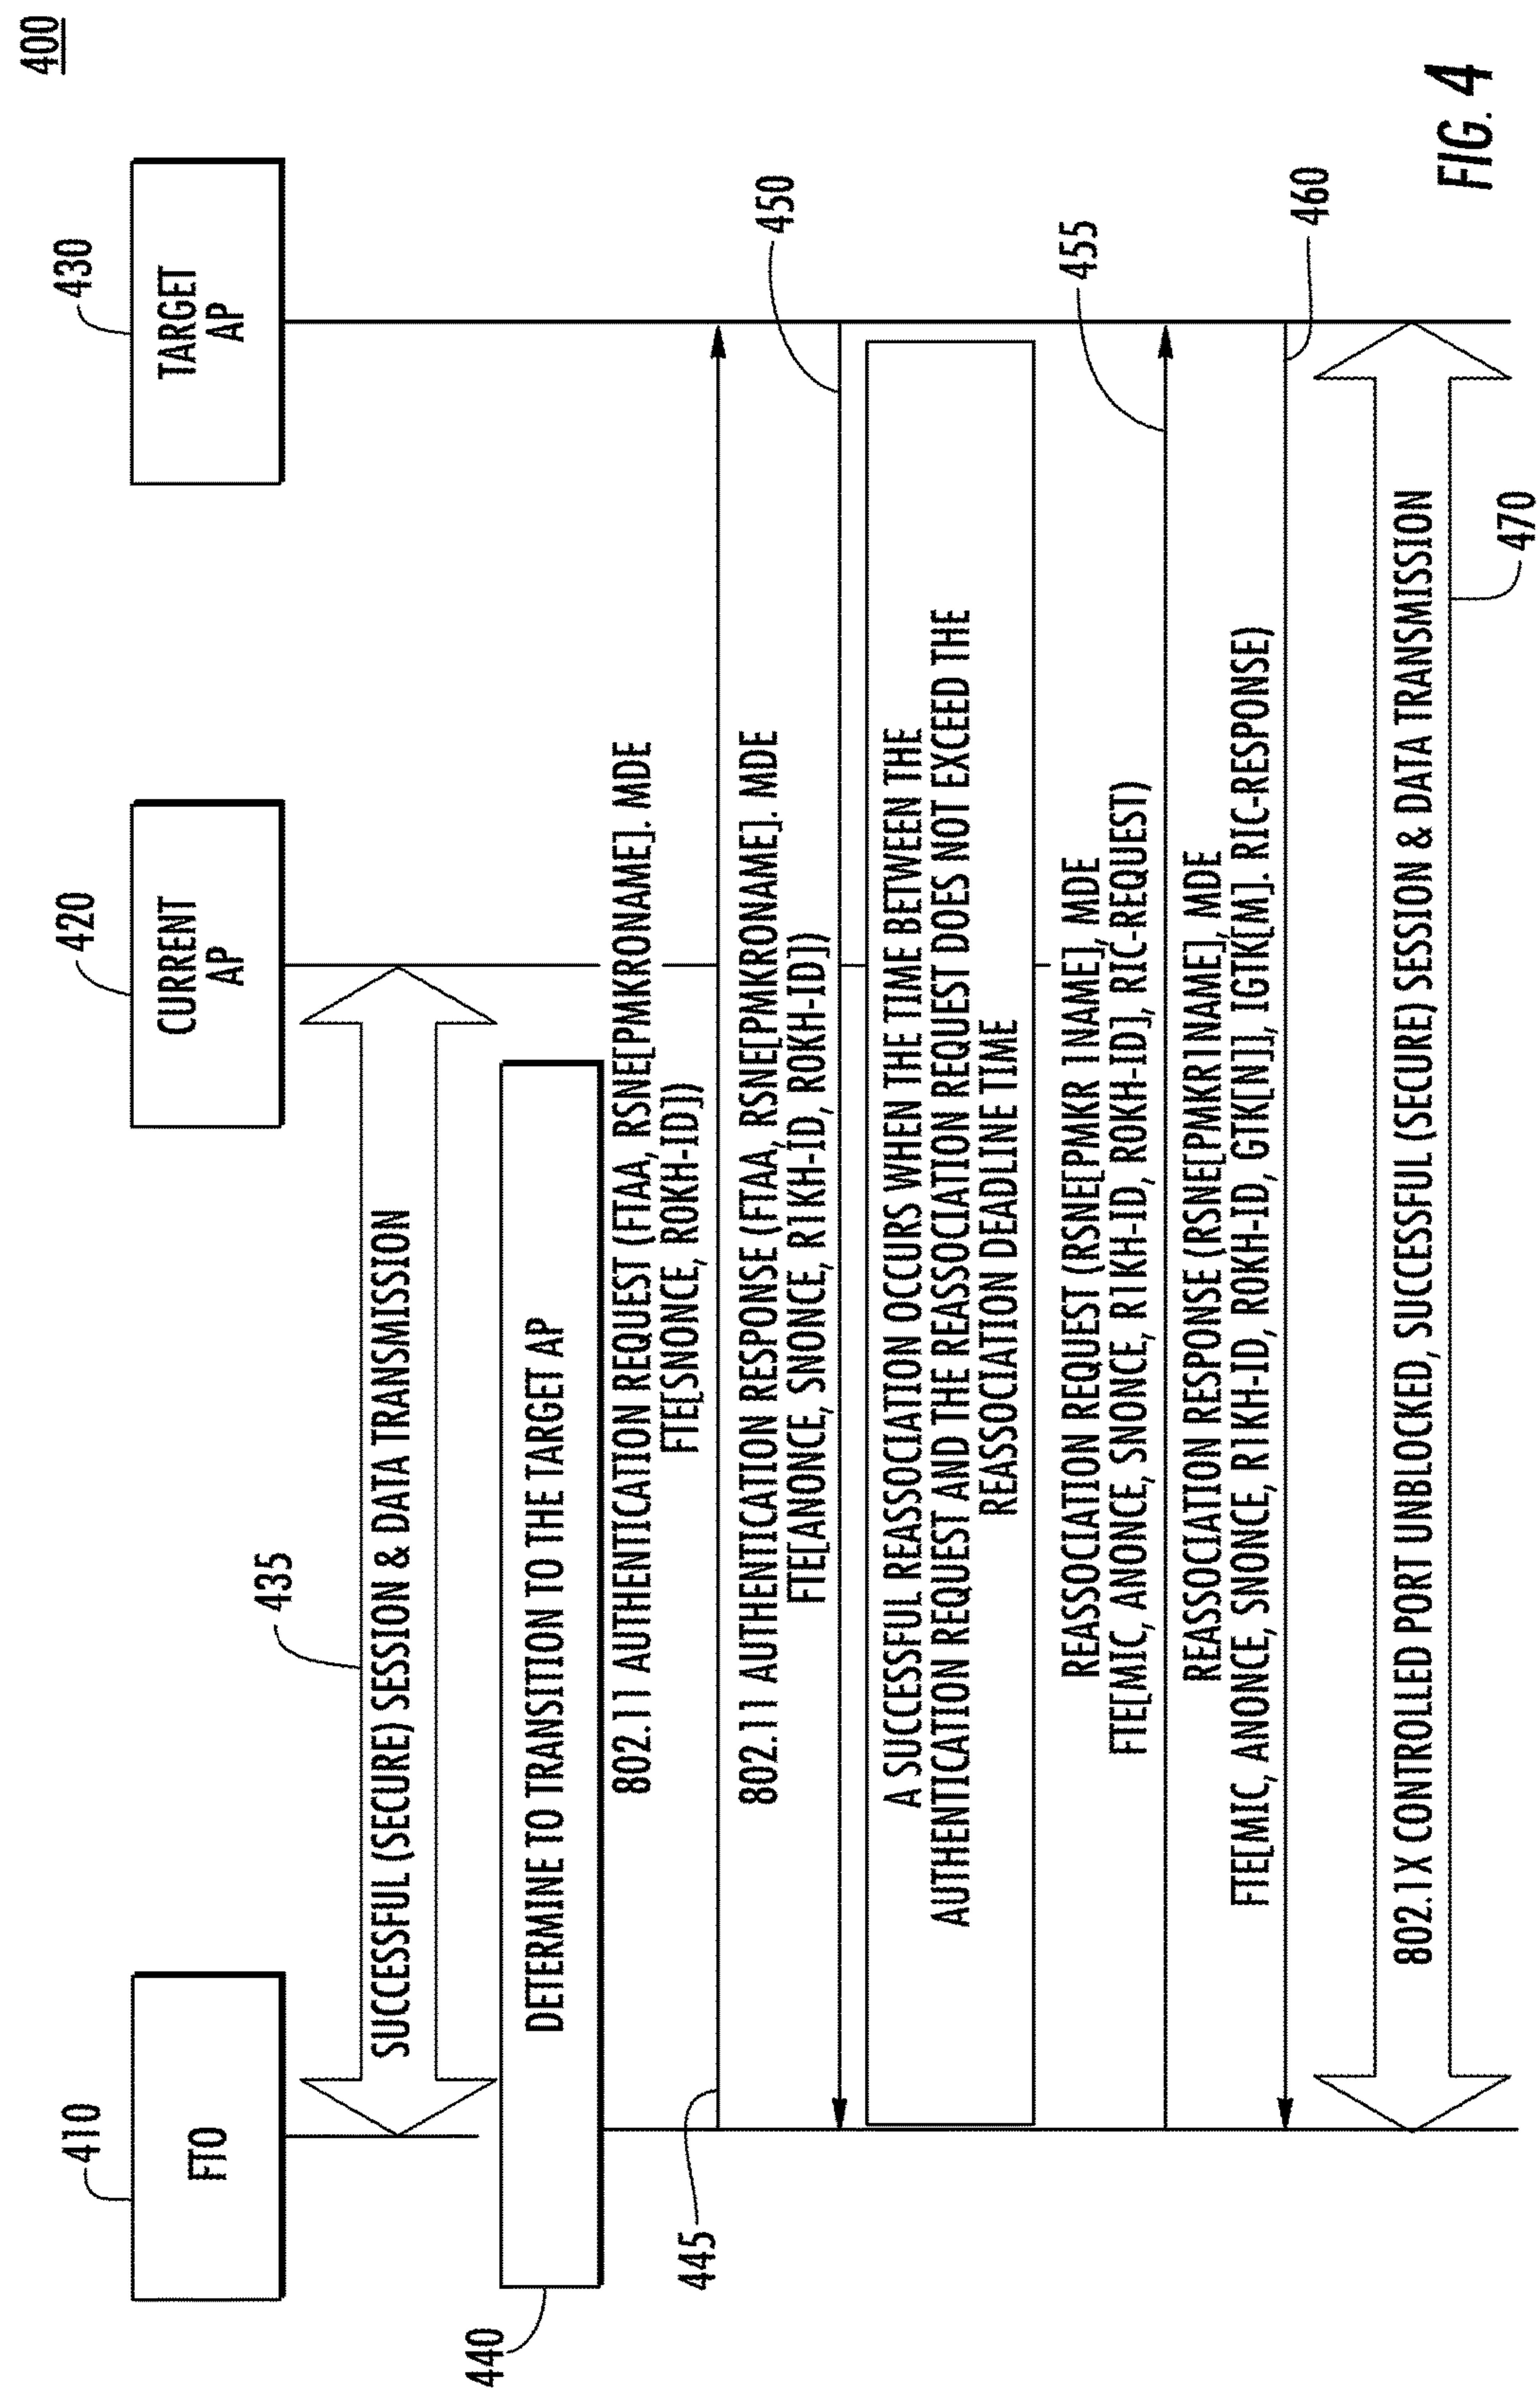 400
410
FTO
420
CURRENT
AP
430
TARGET
AP
435
SUCCESSFUL (SECURE) SESSION & DATA TRANSMISSION
440
DETERMINE TO TRANSITION TO THE TARGET AP
445
802.11 AUTHENTICATION REQUEST (FTAA, RSNE[PMKRONAME]. MDE
FTE[SNONCE, ROKH-ID])
802.11 AUTHENTICATION RESPONSE (FTAA, RSNE[PMKRONAME]. MDE
FTE[ANONCE, SNONCE, R1KH-ID, ROKH-ID])
450
A SUCCESSFUL REASSOCIATION OCCURS WHEN THE TIME BETWEEN THE
AUTHENTICATION REQUEST AND THE REASSOCIATION REQUEST DOES NOT EXCEED THE
REASSOCIATION DEADLINE TIME
REASSOCIATION REQUEST (RSNE[PMKR 1NAME], MDE
FTE[MIC, ANONCE, SNONCE, R1KH-ID, ROKH-ID], RIC-REQUEST)
455
REASSOCIATION RESPONSE (RSNE[PMKR1NAME], MDE
FTE[MIC, ANONCE, SNONCE, R1KH-ID, ROKH-ID, GTK[N]], IGTK[M]. RIC-RESPONSE)
460
802.1X CONTROLLED PORT UNBLOCKED, SUCCESSFUL (SECURE) SESSION & DATA TRANSMISSION
470
FIG. 4